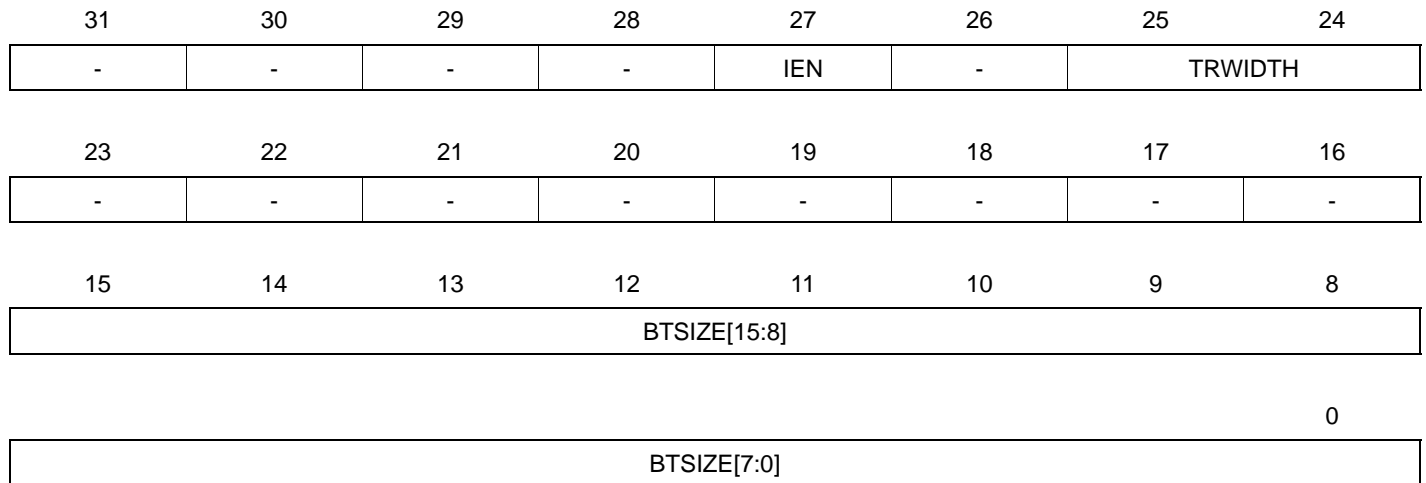 31 30 29 28 27 26 25 24
- - - - IEN - TRWIDTH
23 22 21 20 19 18 17 16
- - - - - - - -
15 14 13 12 11 10 9 8
BTSIZE[15:8]
0
BTSIZE[7:0]